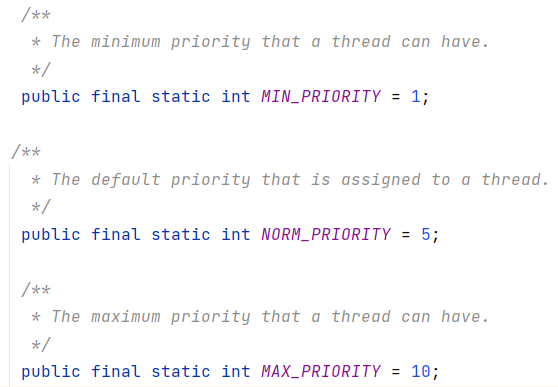 /**
* The minimum priority that a thread can have.
*/
public final static int MIN_PRIORITY = 1;
/**
* The default priority that is assigned to a thread.
*/
public final static int NORM_PRIORITY = 5;
/**
* The maximum priority that a thread can have.
*/
public final static int MAX_PRIORITY = 10;